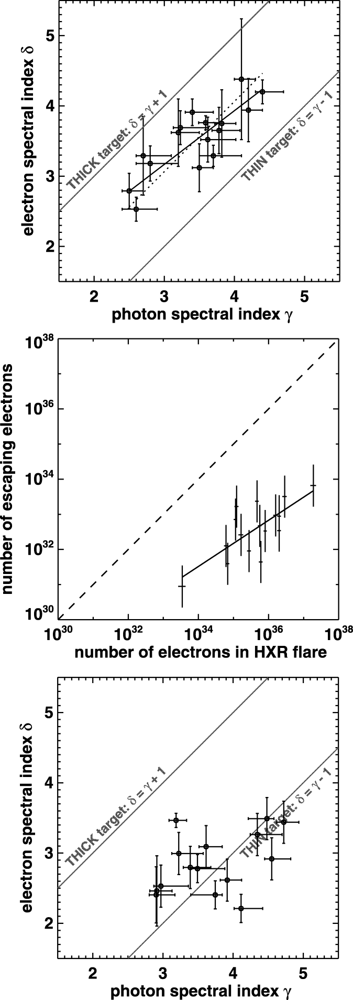 5
4
3
2
electron spectral index δ
THICK target: δ = γ + 1
THIN target: δ = γ - 1
2 3 4 5
photon spectral index γ
10^38
10^36
10^34
10^32
10^30
number of escaping electrons
10^30 10^32 10^34 10^36 10^38
number of electrons in HXR flare
5
4
3
2
electron spectral index δ
THICK target: δ = γ + 1
THIN target: δ = γ - 1
2 3 4 5
photon spectral index γ